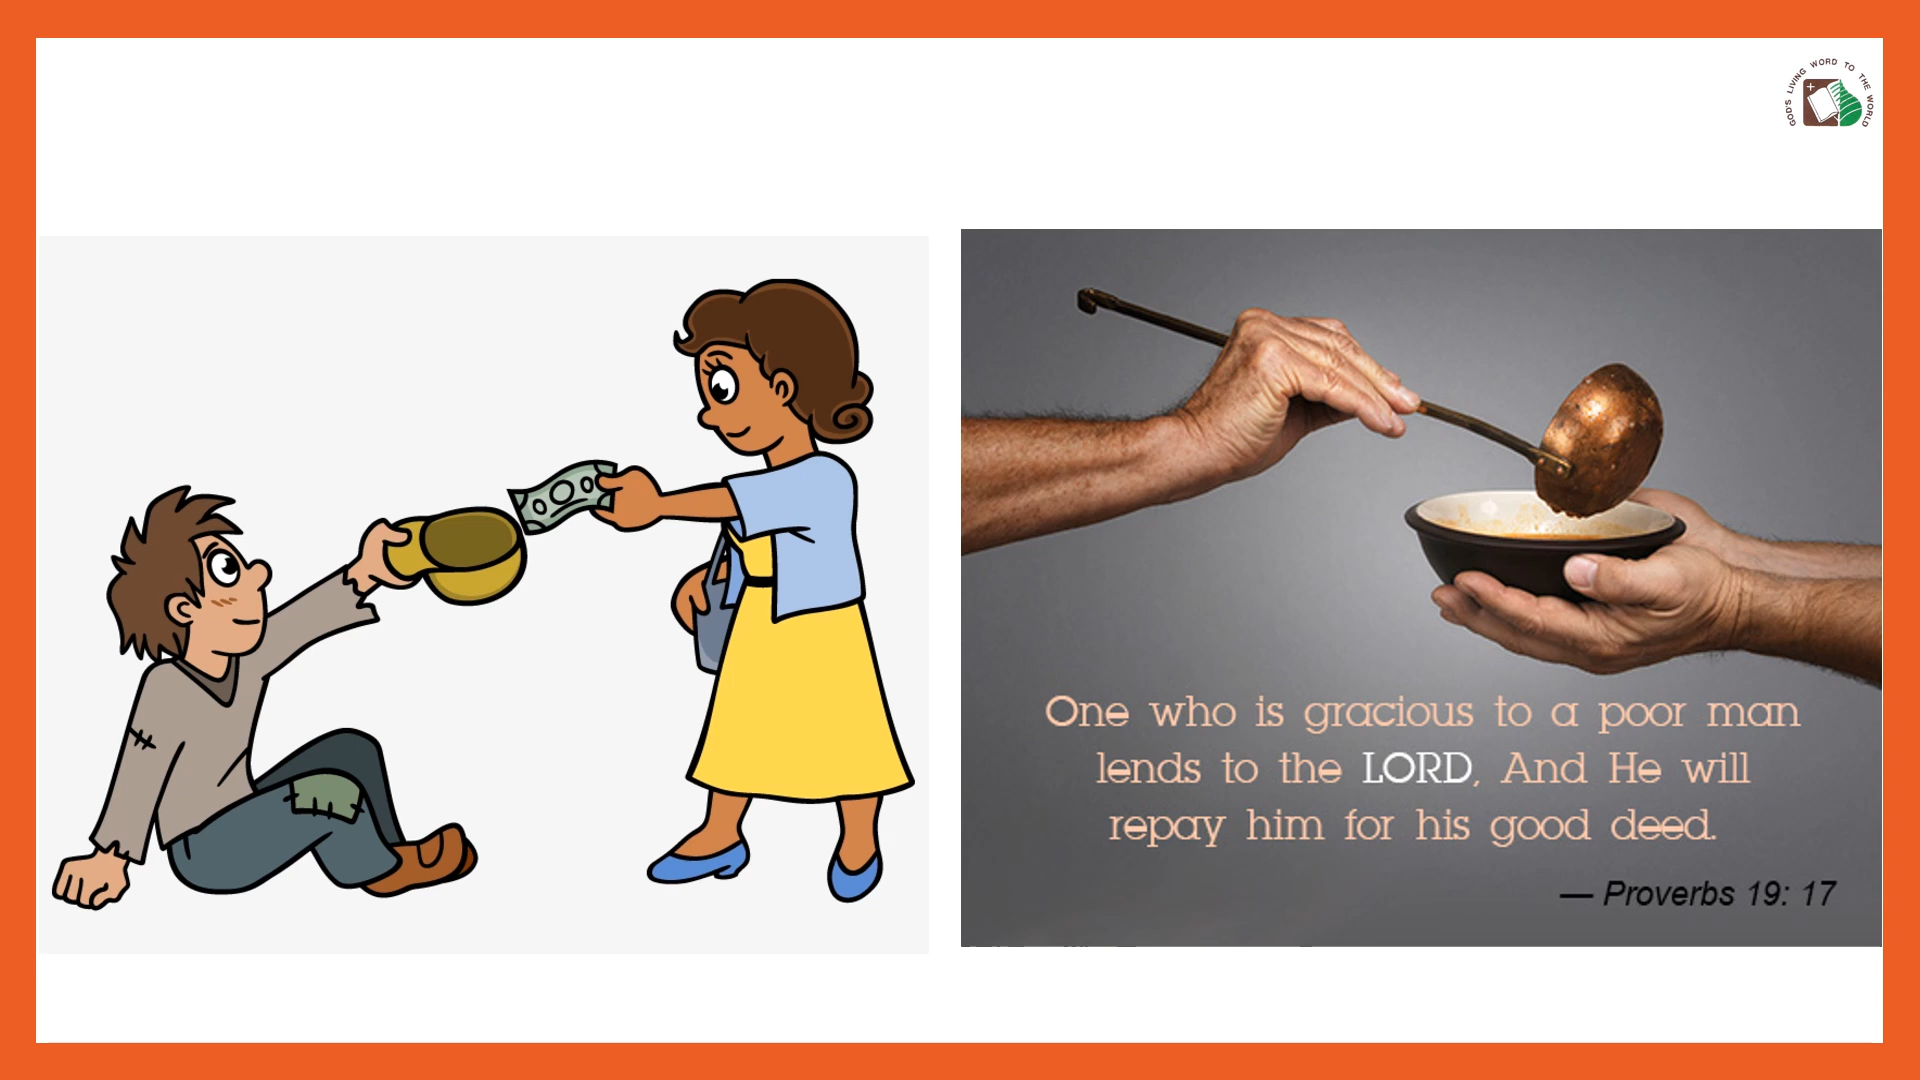 GOD'S LIVING WORD TO THE WORLD
One who is gracious to a poor man
lends to the LORD, And He will
repay him for his good deed.
— Proverbs 19: 17